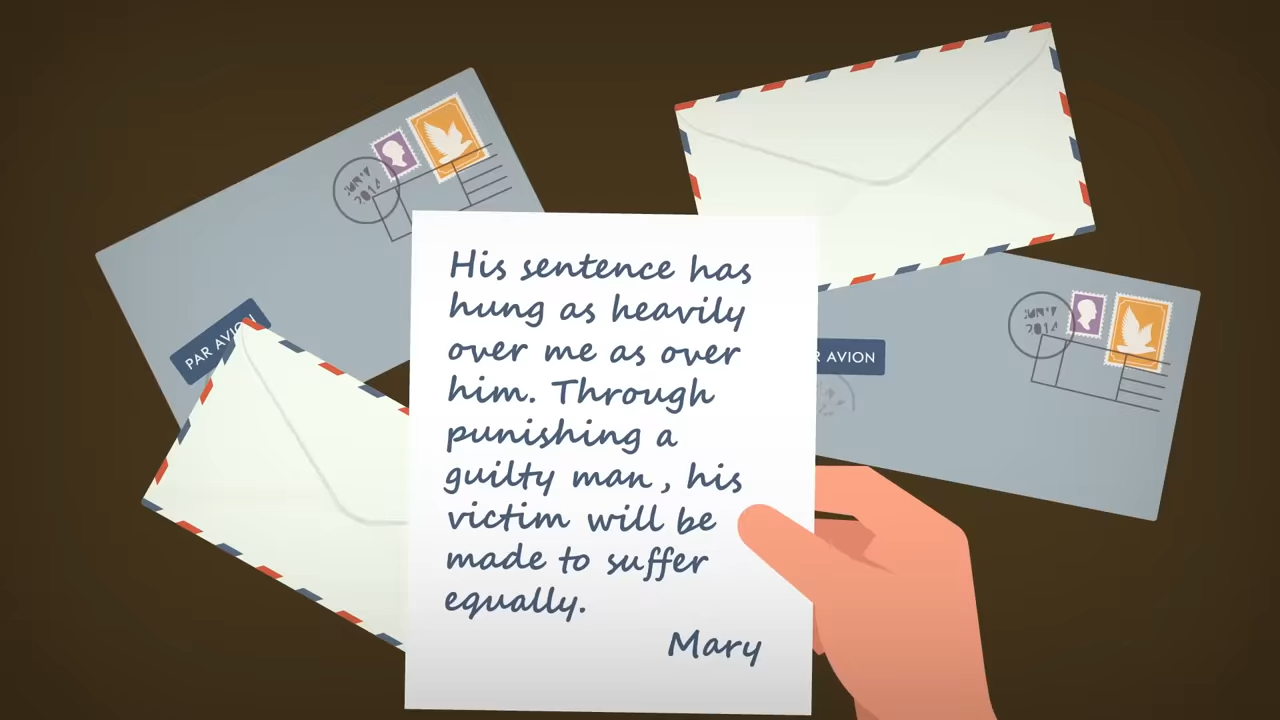 PAR AVION
AVION
His sentence has
hung as heavily
over me as over
him. Through
punishing a
guilty man, his
victim will be
made to suffer
equally.
Mary